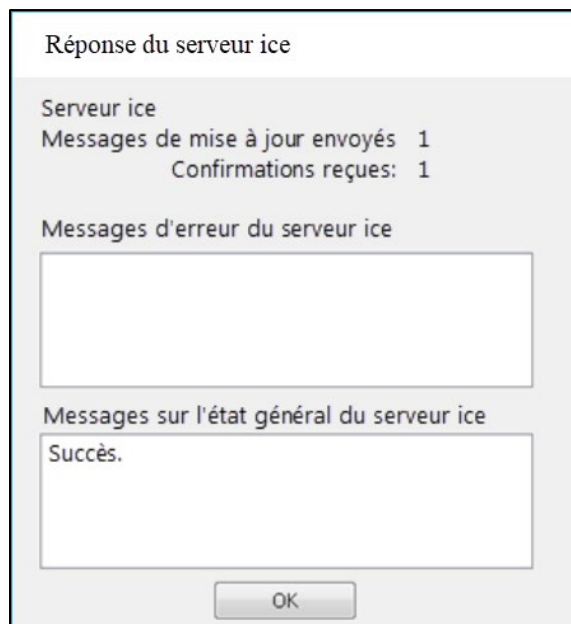 Réponse du serveur ice
Serveur ice
Messages de mise à jour envoyés 1
Confirmations reçues: 1
Messages d'erreur du serveur ice
Messages sur l'état général du serveur ice
Succès.
OK